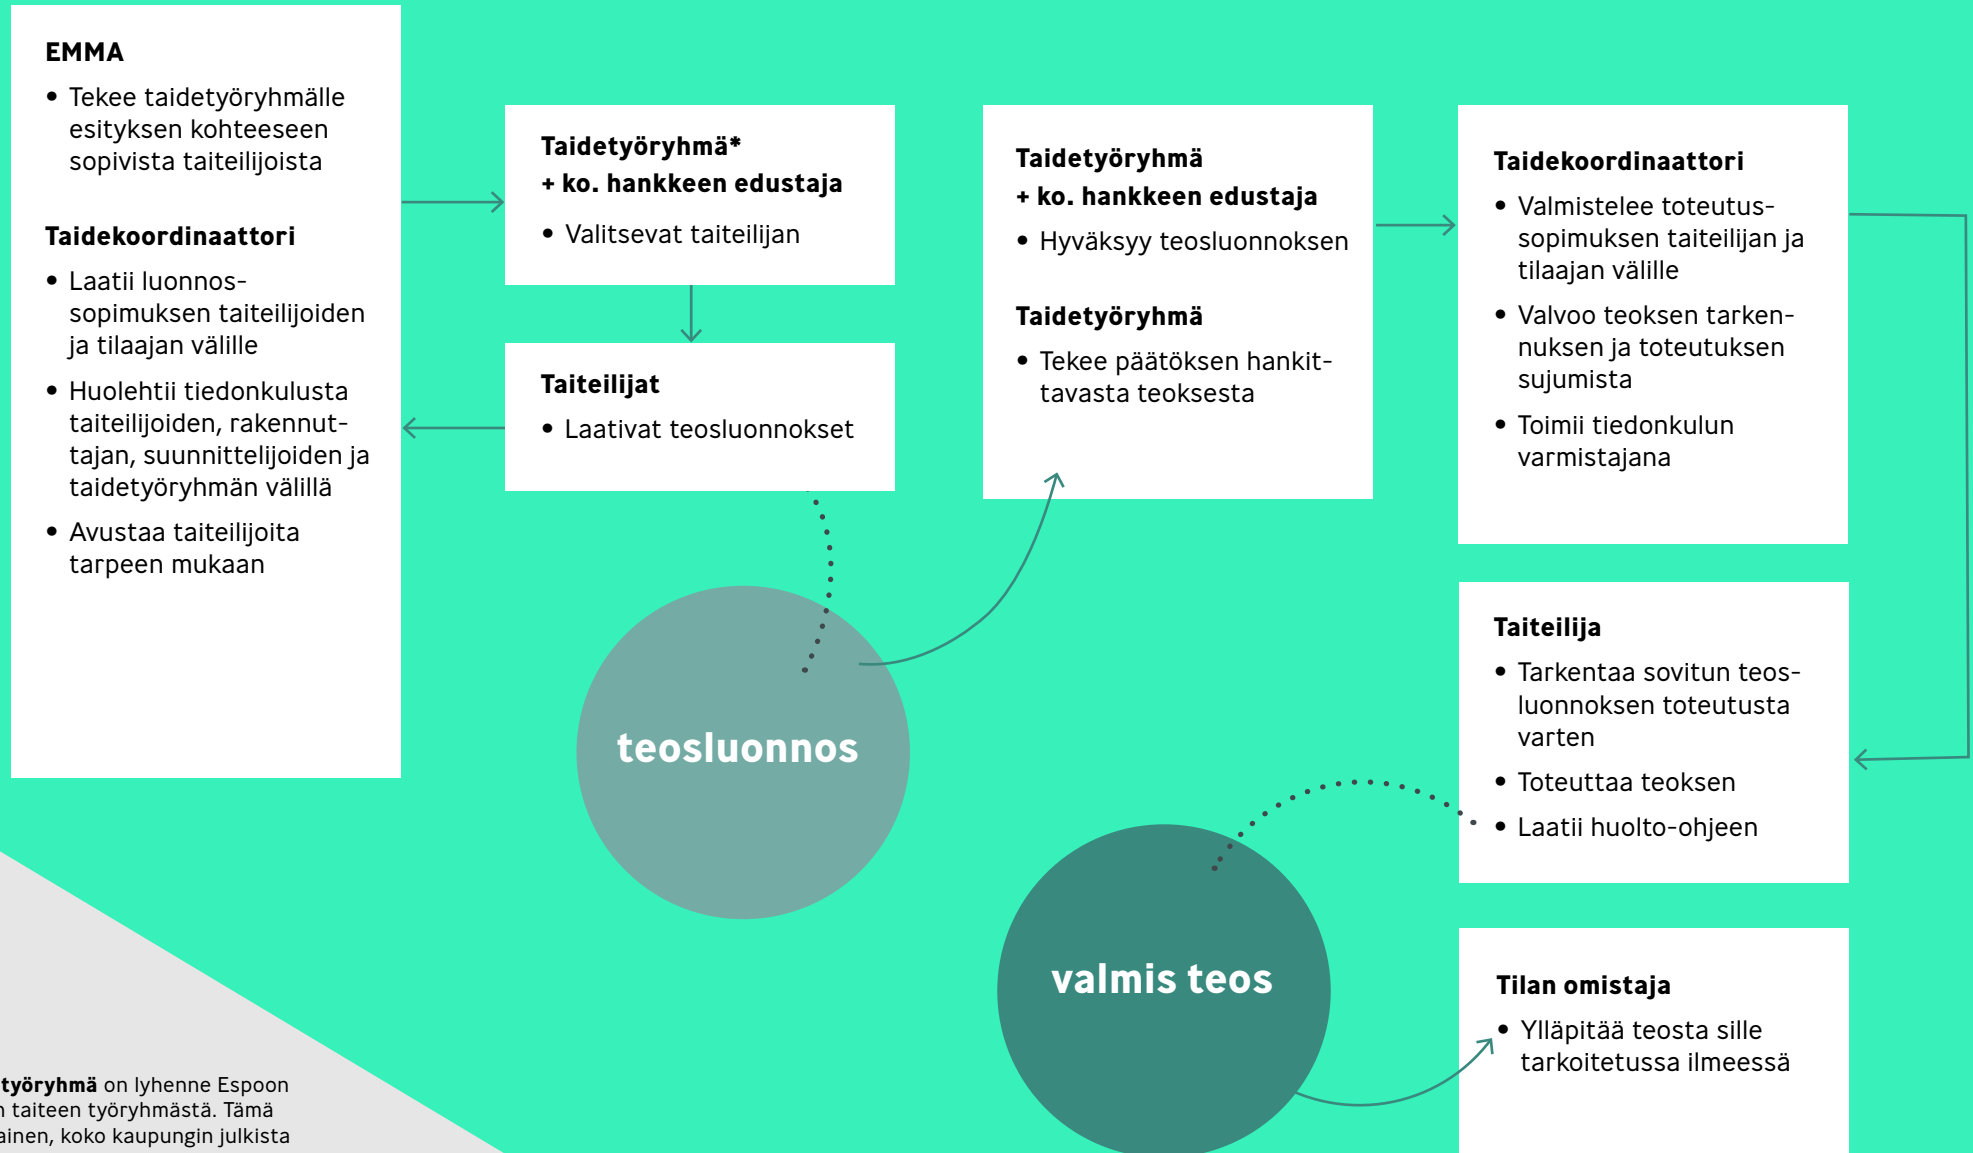 EMMA
• Tekee taidetyöryhmälle
esityksen kohteeseen
sopivista taiteilijoista
Taidekoordinaattori
• Laatii luonnos-
sopimuksen taiteilijoiden
ja tilaajan välille
• Huolehtii tiedonkulusta
taiteilijoiden, rakennut-
tajan, suunnittelijoiden ja
taidetyöryhmän välillä
• Avustaa taiteilijoita
tarpeen mukaan
Taidetyöryhmä*
+ ko. hankkeen edustaja
• Valitsevat taiteilijan
Taiteilijat
• Laativat teosluonnokset
teosluonnos
Taidetyöryhmä
+ ko. hankkeen edustaja
• Hyväksyy teosluonnoksen
Taidetyöryhmä
• Tekee päätöksen hankit-
tavasta teoksesta
Taidekoordinaattori
• Valmistelee toteutus-
sopimuksen taiteilijan ja
tilaajan välille
• Valvoo teoksen tarken-
nuksen ja toteutuksen
sujumista
• Toimii tiedonkulun
varmistajana
Taiteilija
• Tarkentaa sovitun teos-
luonnoksen toteutusta
varten
• Toteuttaa teoksen
• Laatii huolto-ohjeen
valmis teos
Tilan omistaja
• Ylläpitää teosta sille
tarkoitetussa ilmeessä
työryhmä on lyhenne Espoon
n taiteen työryhmästä. Tämä
ainen, koko kaupungin julkista